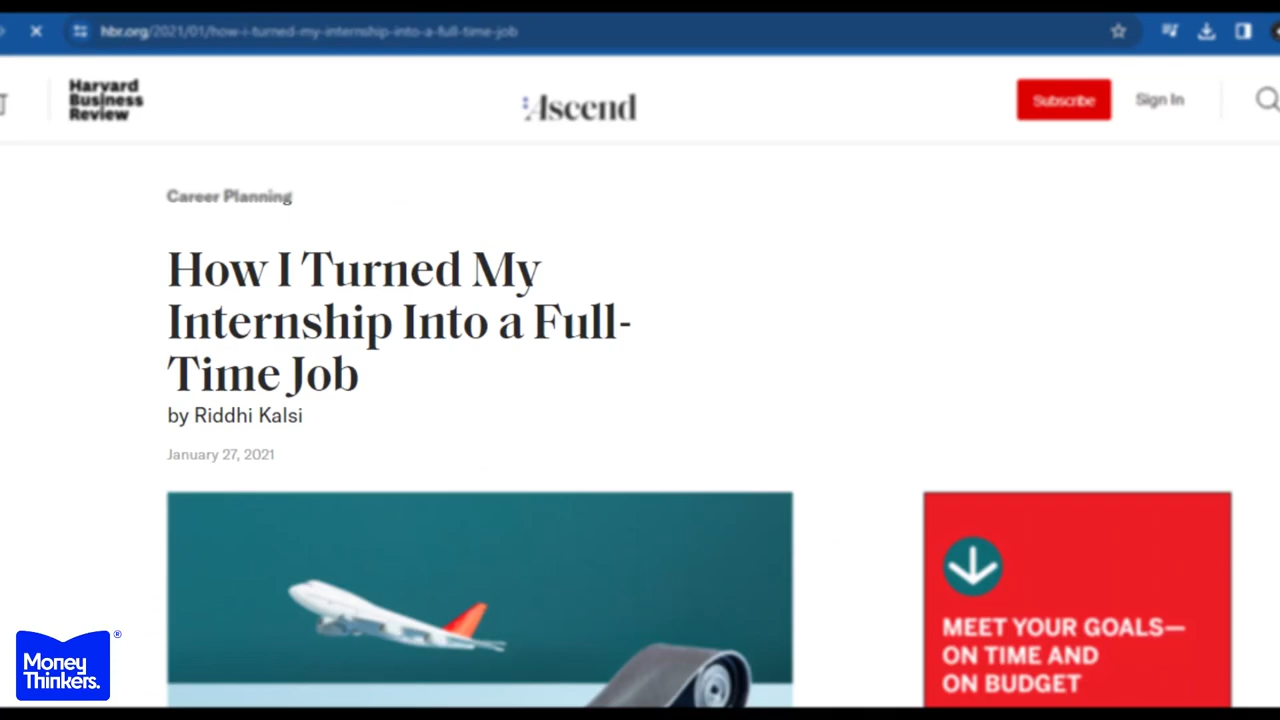 hbr.org/2021/01/how-i-turned-my-internship-into-a-full-time-job
Harvard
Business
Review
Ascend
Subscribe
Sign In
Career Planning
How I Turned My
Internship Into a Full-
Time Job
by Riddhi Kalsi
January 27, 2021
MEET YOUR GOALS—
ON TIME AND
ON BUDGET
Money
Thinkers.
®